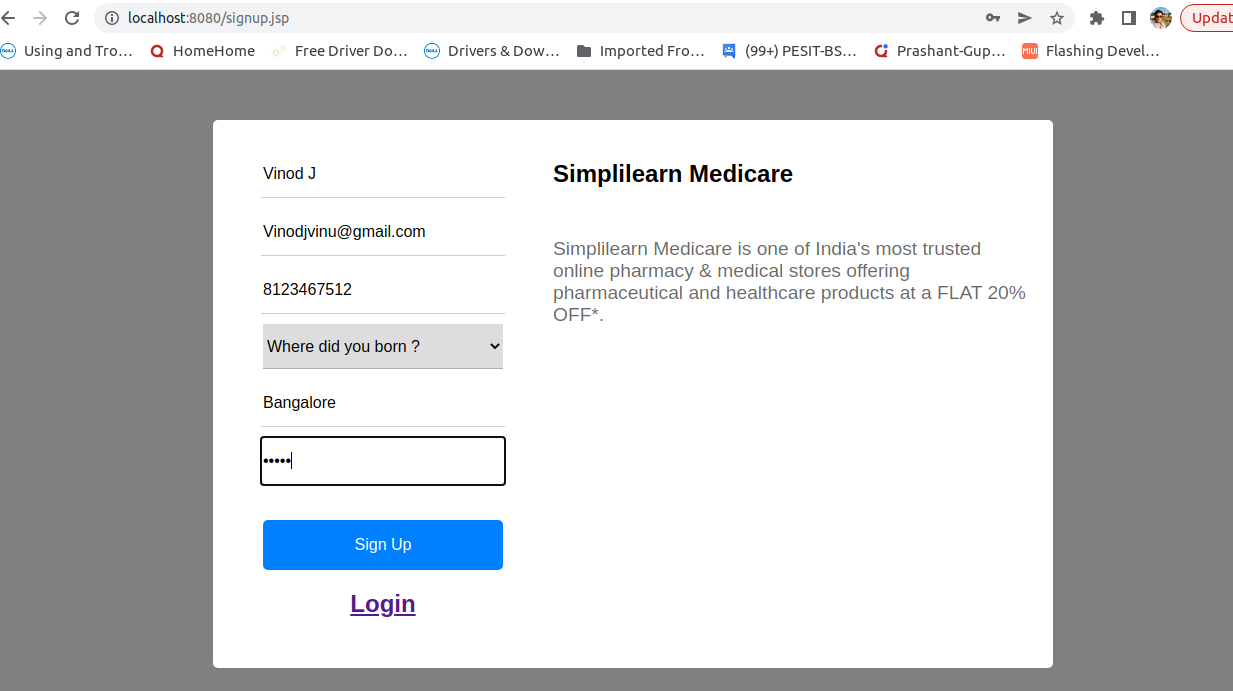 localhost:8080/signup.jsp
Updat
Using and Tro…
HomeHome
Free Driver Do…
Drivers & Dow…
Imported Fro…
(99+) PESIT-BS…
Prashant-Gup…
MIUI
Flashing Devel…
Vinod J
Vinodjvinu@gmail.com
8123467512
Where did you born ?
Bangalore
•••••
Sign Up
Login
Simplilearn Medicare
Simplilearn Medicare is one of India's most trusted
online pharmacy & medical stores offering
pharmaceutical and healthcare products at a FLAT 20%
OFF*.